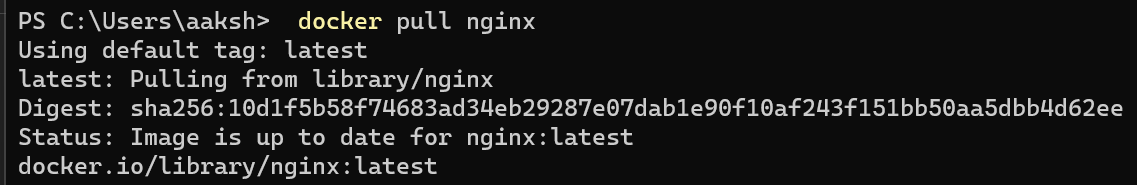 PS C:\Users\aaksh>  docker pull nginx
Using default tag: latest
latest: Pulling from library/nginx
Digest: sha256:10d1f5b58f74683ad34eb29287e07dab1e90f10af243f151bb50aa5dbb4d62ee
Status: Image is up to date for nginx:latest
docker.io/library/nginx:latest